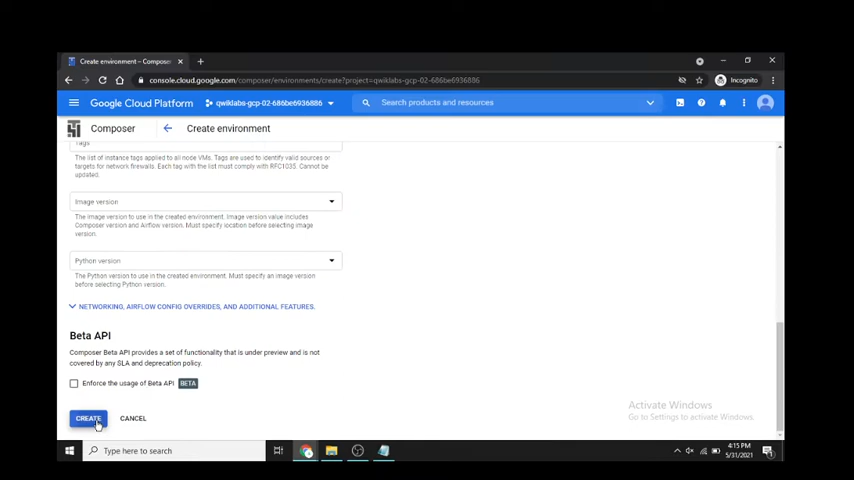 Create environment – Compose
console.cloud.google.com/composer/environments/create?project=qwiklabs-gcp-02-686be6936886
Incognito
Google Cloud Platform
qwiklabs-gcp-02-686be6936886
Search products and resources
Composer
Create environment
Tags
The list of instance tags applied to all node VMs. Tags are used to identify valid sources or
targets for network firewalls. Each tag with the list must comply with RFC1035. Cannot be
updated.
Image version
The image version to use in the created environment. Image version value includes
Composer version and Airflow version. Must specify location before selecting image
version.
Python version
The Python version to use in the created environment. Must specify an image version
before selecting Python version.
NETWORKING, AIRFLOW CONFIG OVERRIDES, AND ADDITIONAL FEATURES.
Beta API
Composer Beta API provides a set of functionality that is under preview and is not
covered by any SLA and deprecation policy.
Enforce the usage of Beta API BETA
CREATE
CANCEL
Activate Windows
Go to Settings to activate Windows.
Type here to search
4:15 PM
5/31/2021